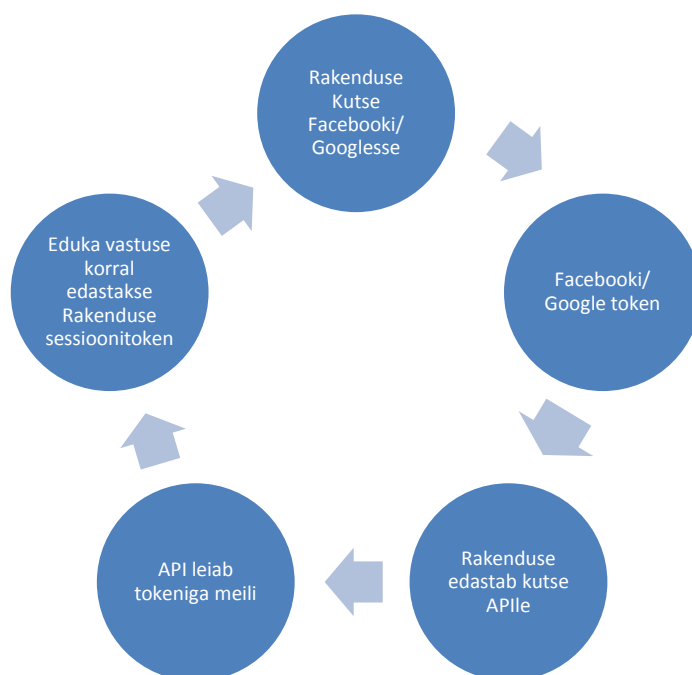 Rakenduse
Kutse
Facebooki/
Googlesse
Facebooki/
Google token
Rakenduse
edastab kutse
APIle
API leiab
tokeniga meili
Eduka vastuse
korral
edastakse
Rakenduse
sessioonitoken